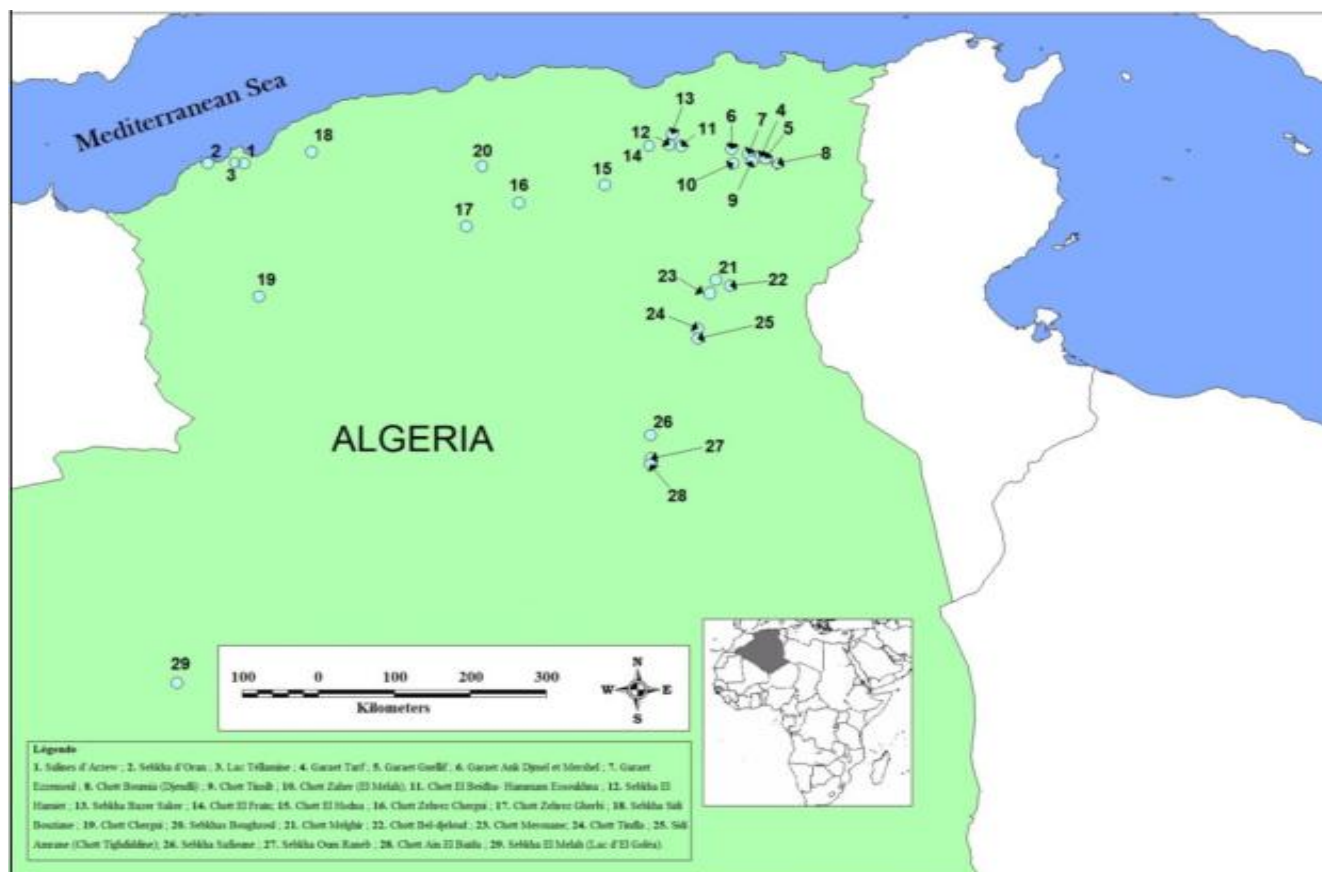 Mediterranean Sea
13
6
7
4
5
12
11
14
8
18
2
1
3
20
15
10
16
9
17
19
23
21
22
24
25
ALGERIA
26
27
28
29
100 0 100 200 300
Kilometers
N
W E
S
Légende
1. Salines d'Arzew ; 2. Sebkha d'Oran ; 3. Lac Télamine ; 4. Garaet Tarf ; 5. Garaet Guellif ; 6. Garaet Ank Djmel et Merhsel ; 7. Garaet
Ezzemoul ; 8. Chott Boumia (Djendli) ; 9. Chott Tinsilt ; 10. Chott Zaher (El Melah), 11. Chott El Beidha- Hammam Essoukhna ; 12. Sebkha El
Hamiet ; 13. Sebkha Bazer Saker ; 14. Chott El Frain; 15. Chott El Hodna ; 16. Chott Zehrez Chergui ; 17. Chott Zehrez Gherbi ; 18. Sebkha Sidi
Bouziane ; 19. Chott Chergui ; 20. Sebkhas Boughzoul ; 21. Chott Melghir ; 22. Chott Bel-djeloud ; 23. Chott Merouane; 24. Chott Tindla ; 25. Sidi
Amrane (Chott Tighdidine); 26. Sebkha Safioune ; 27. Sebkha Oum Raneb ; 28. Chott Ain El Baida ; 29. Sebkha El Melah (Lac d'El Goléa).